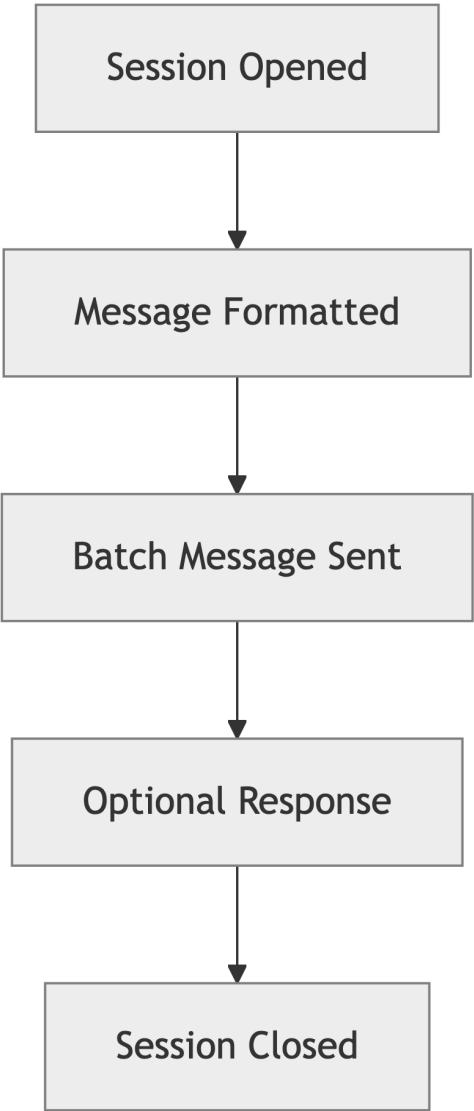 Session Opened
Message Formatted
Batch Message Sent
Optional Response
Session Closed